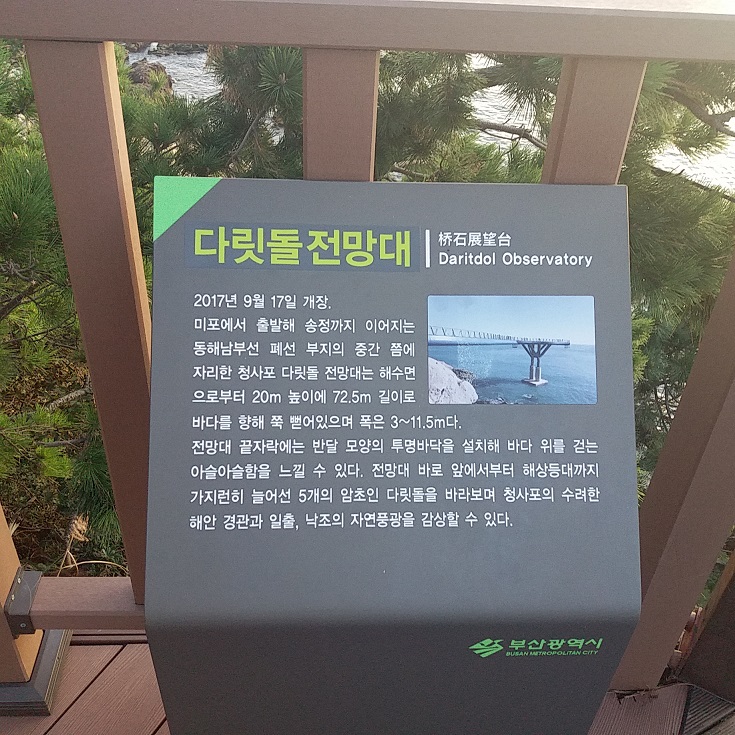 다릿돌전망대
桥石展望台
Daritdol Observatory
2017년 9월 17일 개장.
미포에서 출발해 송정까지 이어지는
동해남부선 폐선 부지의 중간 쯤에
자리한 청사포 다릿돌 전망대는 해수면
으로부터 20m 높이에 72.5m 길이로
바다를 향해 쭉 뻗어있으며 폭은 3~11.5m다.
전망대 끝자락에는 반달 모양의 투명바닥을 설치해 바다 위를 걷는
아슬아슬함을 느낄 수 있다. 전망대 바로 앞에서부터 해상등대까지
가지런히 늘어선 5개의 암초인 다릿돌을 바라보며 청사포의 수려한
해안 경관과 일출, 낙조의 자연풍광을 감상할 수 있다.
부산광역시
BUSAN METROPOLITAN CITY